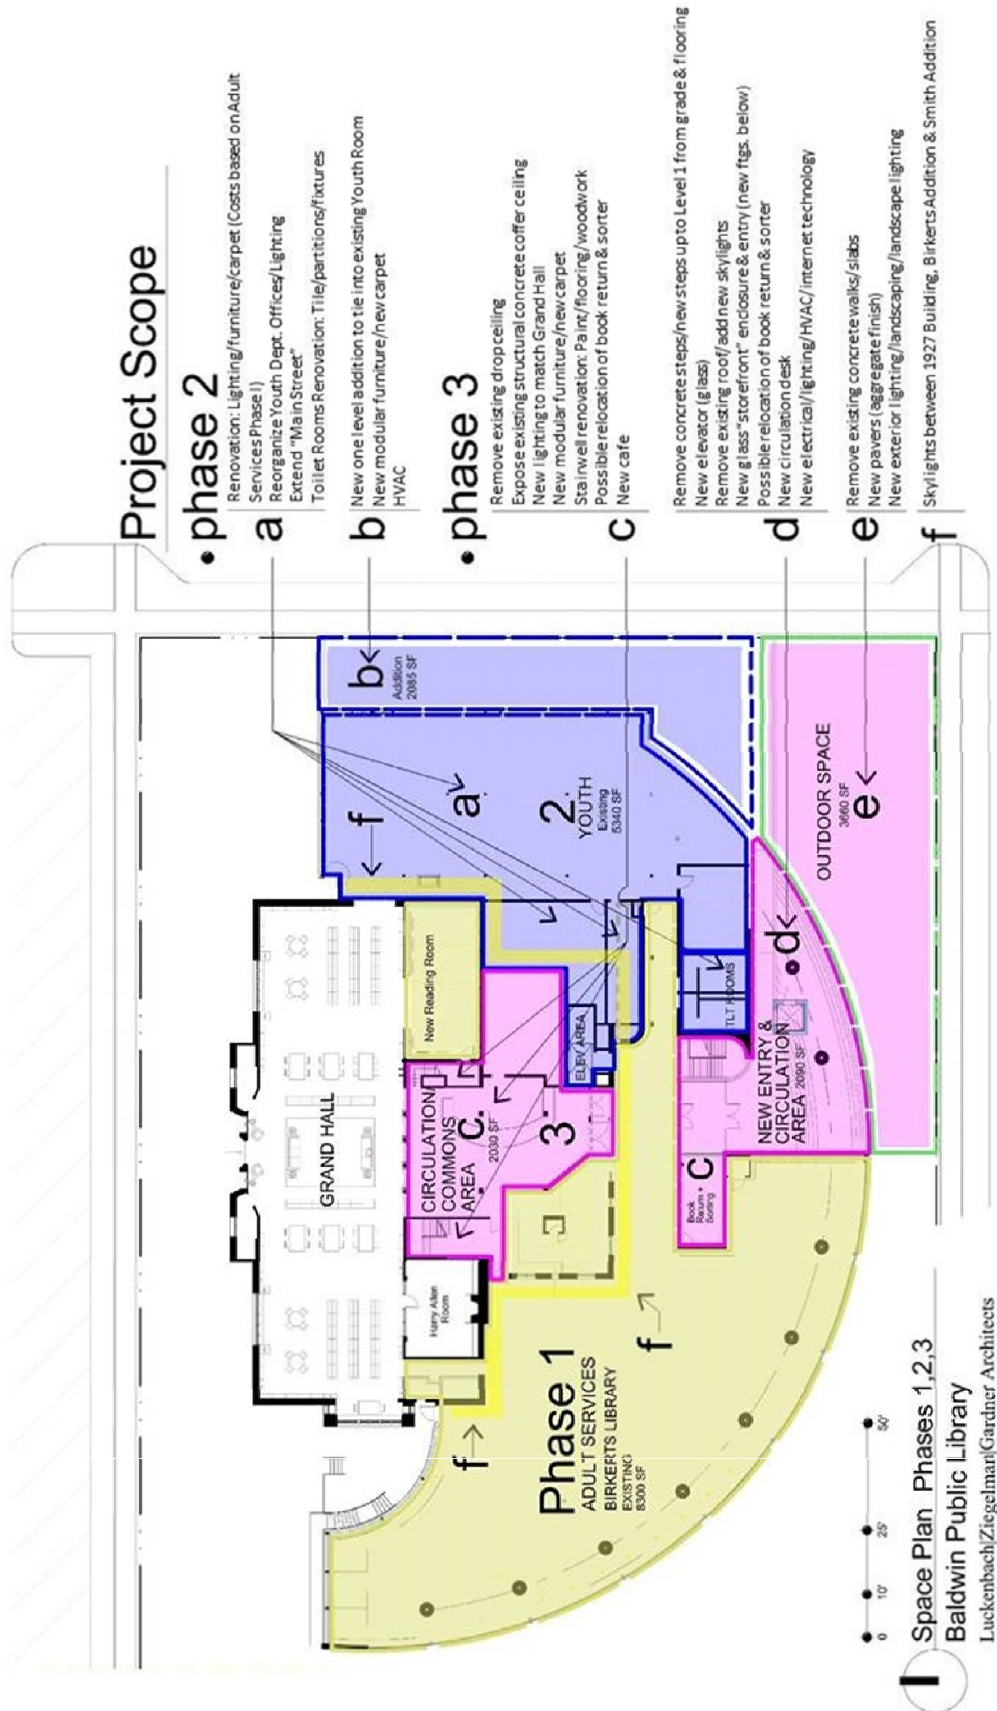 Project Scope
• phase 2
Renovation: Lighting/furniture/carpet (Costs based on Adult
Services Phase I)
a
Reorganize Youth Dept. Offices/Lighting
Extend "Main Street"
Toilet Rooms Renovation: Tile/partitions/fixtures
b
New one level addition to tie into existing Youth Room
New modular furniture/new carpet
HVAC
• phase 3
Remove existing drop ceiling
Expose existing structural concrete coffer ceiling
New lighting to match Grand Hall
New modular furniture/new carpet
Stairwell renovation: Paint/flooring/woodwork
Possible relocation of book return & sorter
c
New cafe
Remove concrete steps/new steps up to Level 1 from grade & flooring
New elevator (glass)
Remove existing roof/add new skylights
New glass "storefront" enclosure & entry (new ftgs. below)
Possible relocation of book return & sorter
d
New circulation desk
New electrical/lighting/HVAC/internet technology
Remove existing concrete walks/slabs
e
New pavers (aggregate finish)
New exterior lighting/landscaping/landscape lighting
f
Skylights between 1927 Building, Birkerts Addition & Smith Addition
b
Addition
2085 SF
f
a
2
YOUTH
Existing
5340 SF
OUTDOOR SPACE
3660 SF
e
New Reading Room
GRAND HALL
ELEV AREA
TLT ROOMS
d
CIRCULATION/
COMMONS
AREA
c.
2030 SF
3
NEW ENTRY &
CIRCULATION
AREA 2090 SF
Book
Return •
Sorting
C
Harry Allen
Room
f
f
Phase 1
ADULT SERVICES
BIRKERTS LIBRARY
EXISTING
8300 SF
0
10'
25'
50'
Space Plan Phases 1,2,3
Baldwin Public Library
Luckenbach|Ziegelman|Gardner Architects